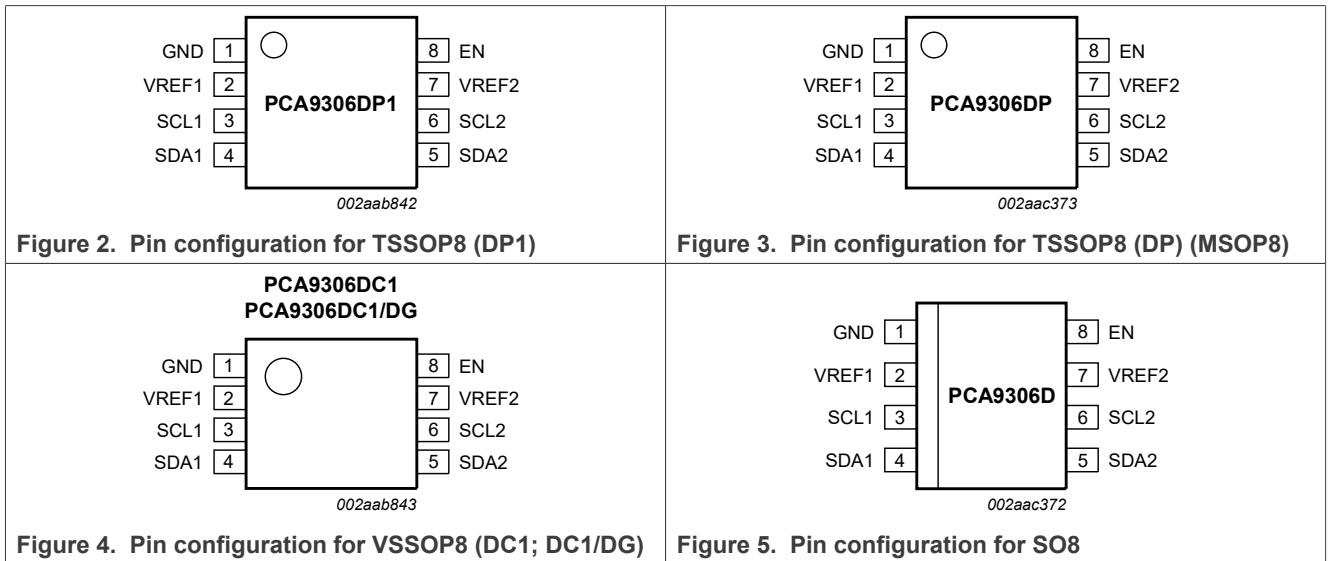 GND 1 8 EN
VREF1 2 7 VREF2
PCA9306DP1
SCL1 3 6 SCL2
SDA1 4 5 SDA2
002aab842
Figure 2. Pin configuration for TSSOP8 (DP1)
GND 1 8 EN
VREF1 2 7 VREF2
PCA9306DP
SCL1 3 6 SCL2
SDA1 4 5 SDA2
002aac373
Figure 3. Pin configuration for TSSOP8 (DP) (MSOP8)
PCA9306DC1
PCA9306DC1/DG
GND 1 8 EN
VREF1 2 7 VREF2
SCL1 3 6 SCL2
SDA1 4 5 SDA2
002aab843
Figure 4. Pin configuration for VSSOP8 (DC1; DC1/DG)
GND 1 8 EN
VREF1 2 7 VREF2
PCA9306D
SCL1 3 6 SCL2
SDA1 4 5 SDA2
002aac372
Figure 5. Pin configuration for SO8